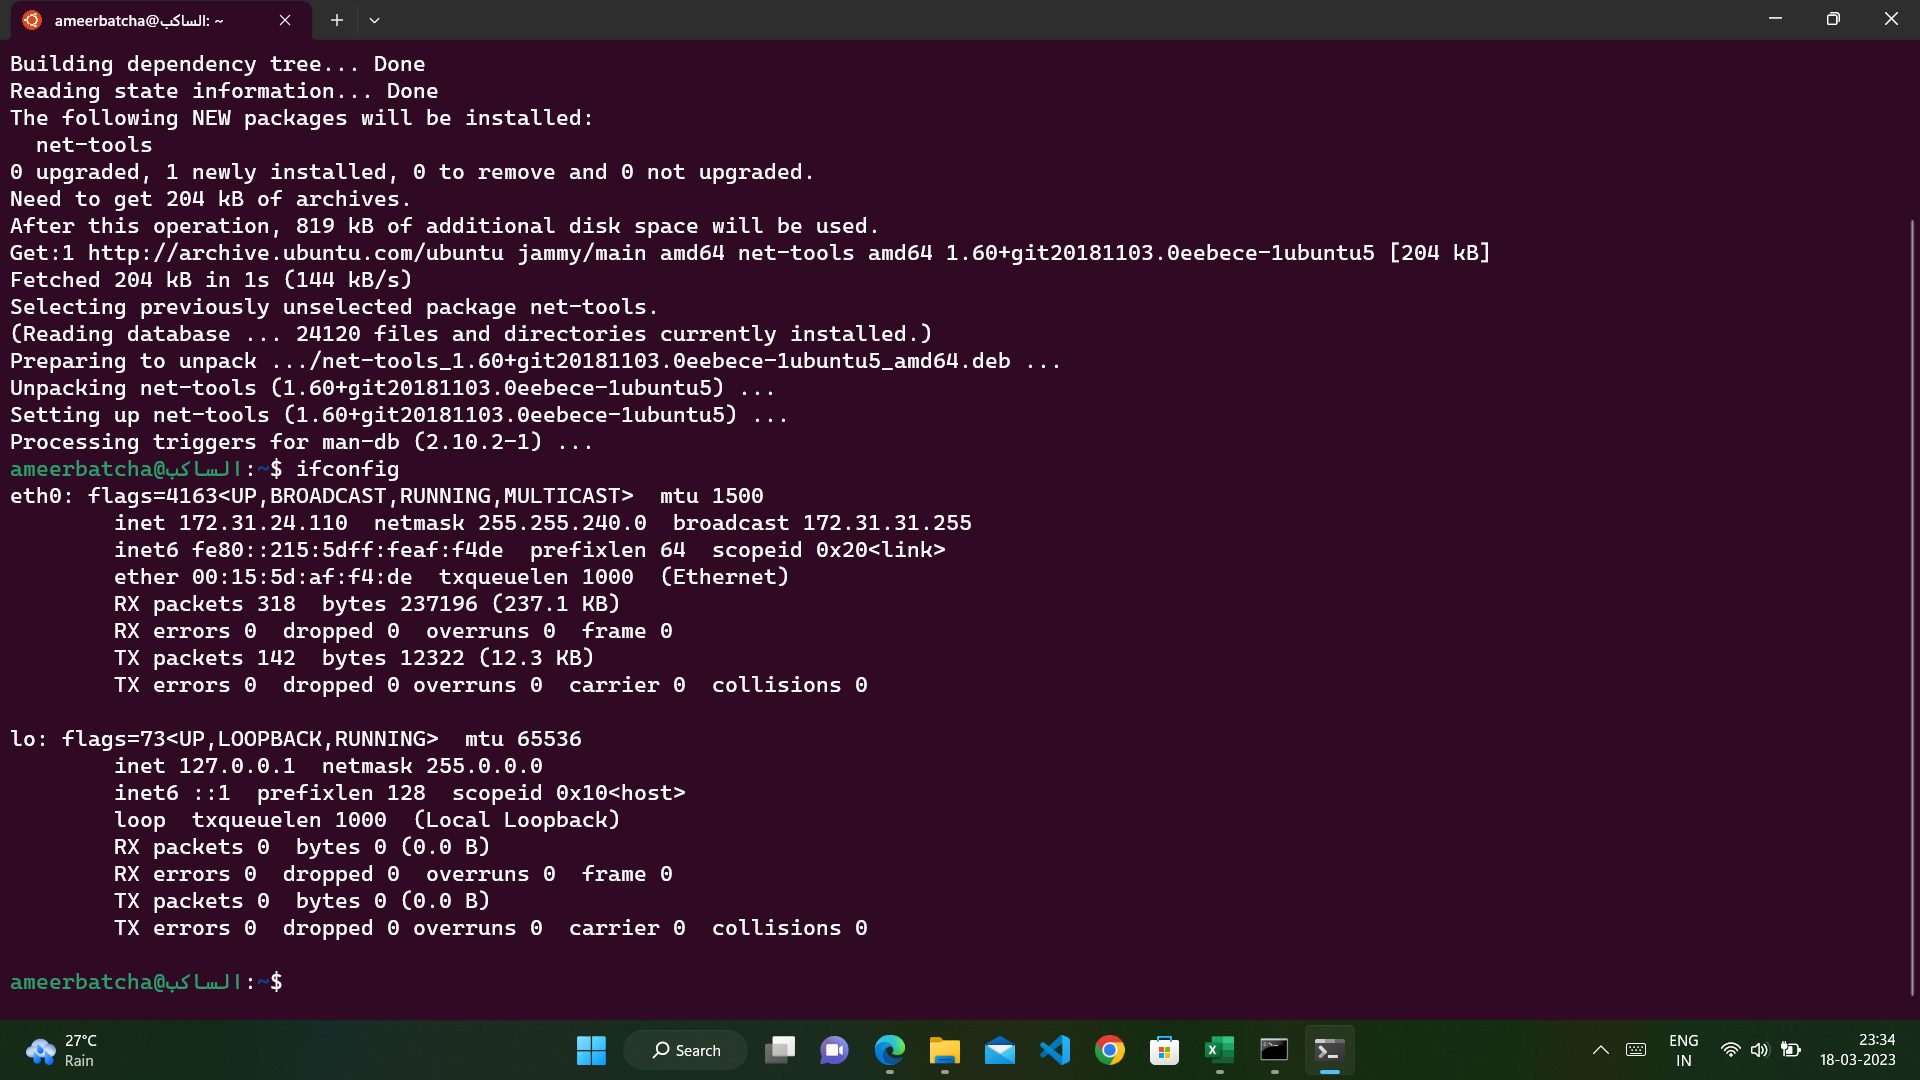 ameerbatcha@الساكب: ~
Building dependency tree... Done
Reading state information... Done
The following NEW packages will be installed:
  net-tools
0 upgraded, 1 newly installed, 0 to remove and 0 not upgraded.
Need to get 204 kB of archives.
After this operation, 819 kB of additional disk space will be used.
Get:1 http://archive.ubuntu.com/ubuntu jammy/main amd64 net-tools amd64 1.60+git20181103.0eebece-1ubuntu5 [204 kB]
Fetched 204 kB in 1s (144 kB/s)
Selecting previously unselected package net-tools.
(Reading database ... 24120 files and directories currently installed.)
Preparing to unpack .../net-tools_1.60+git20181103.0eebece-1ubuntu5_amd64.deb ...
Unpacking net-tools (1.60+git20181103.0eebece-1ubuntu5) ...
Setting up net-tools (1.60+git20181103.0eebece-1ubuntu5) ...
Processing triggers for man-db (2.10.2-1) ...
ameerbatcha@الساكب:~$ ifconfig
eth0: flags=4163<UP,BROADCAST,RUNNING,MULTICAST>  mtu 1500
        inet 172.31.24.110  netmask 255.255.240.0  broadcast 172.31.31.255
        inet6 fe80::215:5dff:feaf:f4de  prefixlen 64  scopeid 0x20<link>
        ether 00:15:5d:af:f4:de  txqueuelen 1000  (Ethernet)
        RX packets 318  bytes 237196 (237.1 KB)
        RX errors 0  dropped 0  overruns 0  frame 0
        TX packets 142  bytes 12322 (12.3 KB)
        TX errors 0  dropped 0 overruns 0  carrier 0  collisions 0

lo: flags=73<UP,LOOPBACK,RUNNING>  mtu 65536
        inet 127.0.0.1  netmask 255.0.0.0
        inet6 ::1  prefixlen 128  scopeid 0x10<host>
        loop  txqueuelen 1000  (Local Loopback)
        RX packets 0  bytes 0 (0.0 B)
        RX errors 0  dropped 0  overruns 0  frame 0
        TX packets 0  bytes 0 (0.0 B)
        TX errors 0  dropped 0 overruns 0  carrier 0  collisions 0

ameerbatcha@الساكب:~$
27°C
Rain
Search
ENG
IN
23:34
18-03-2023